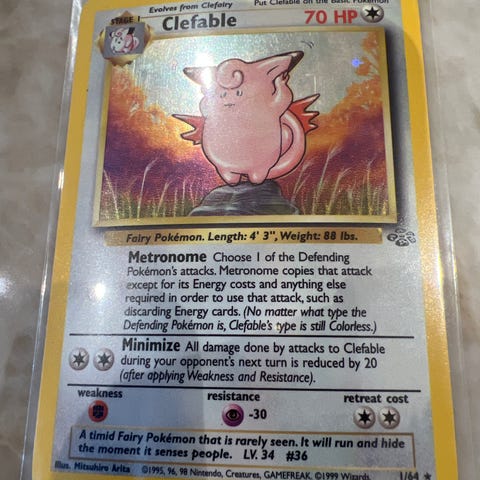 Evolves from Clefairy Put Clefable on the Basic Pokémon
STAGE 1 Clefable 70 HP
Fairy Pokémon. Length: 4' 3", Weight: 88 lbs.
Metronome Choose 1 of the Defending
Pokémon's attacks. Metronome copies that attack
except for its Energy costs and anything else
required in order to use that attack, such as
discarding Energy cards. (No matter what type the
Defending Pokémon is, Clefable's type is still Colorless.)
Minimize All damage done by attacks to Clefable
during your opponent's next turn is reduced by 20
(after applying Weakness and Resistance).
weakness resistance retreat cost
-30
A timid Fairy Pokémon that is rarely seen. It will run and hide
the moment it senses people. LV. 34 #36
Illus. Mitsuhiro Arita ©1995, 96, 98 Nintendo, Creatures, GAMEFREAK. ©1999 Wizards. 1/64 ★